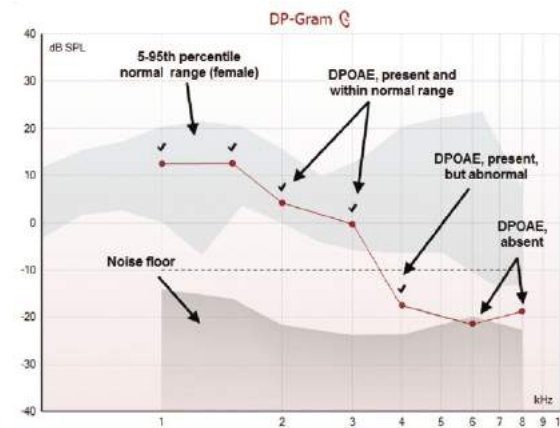 DP-Gram
dB SPL
40
30
20
10
0
-10
-20
-30
-40
5-95th percentile
normal range (female)
DPOAE, present and
within normal range
DPOAE, present,
but abnormal
DPOAE,
absent
Noise floor
kHz
1
2
3
4
5
6
7
8
9
1